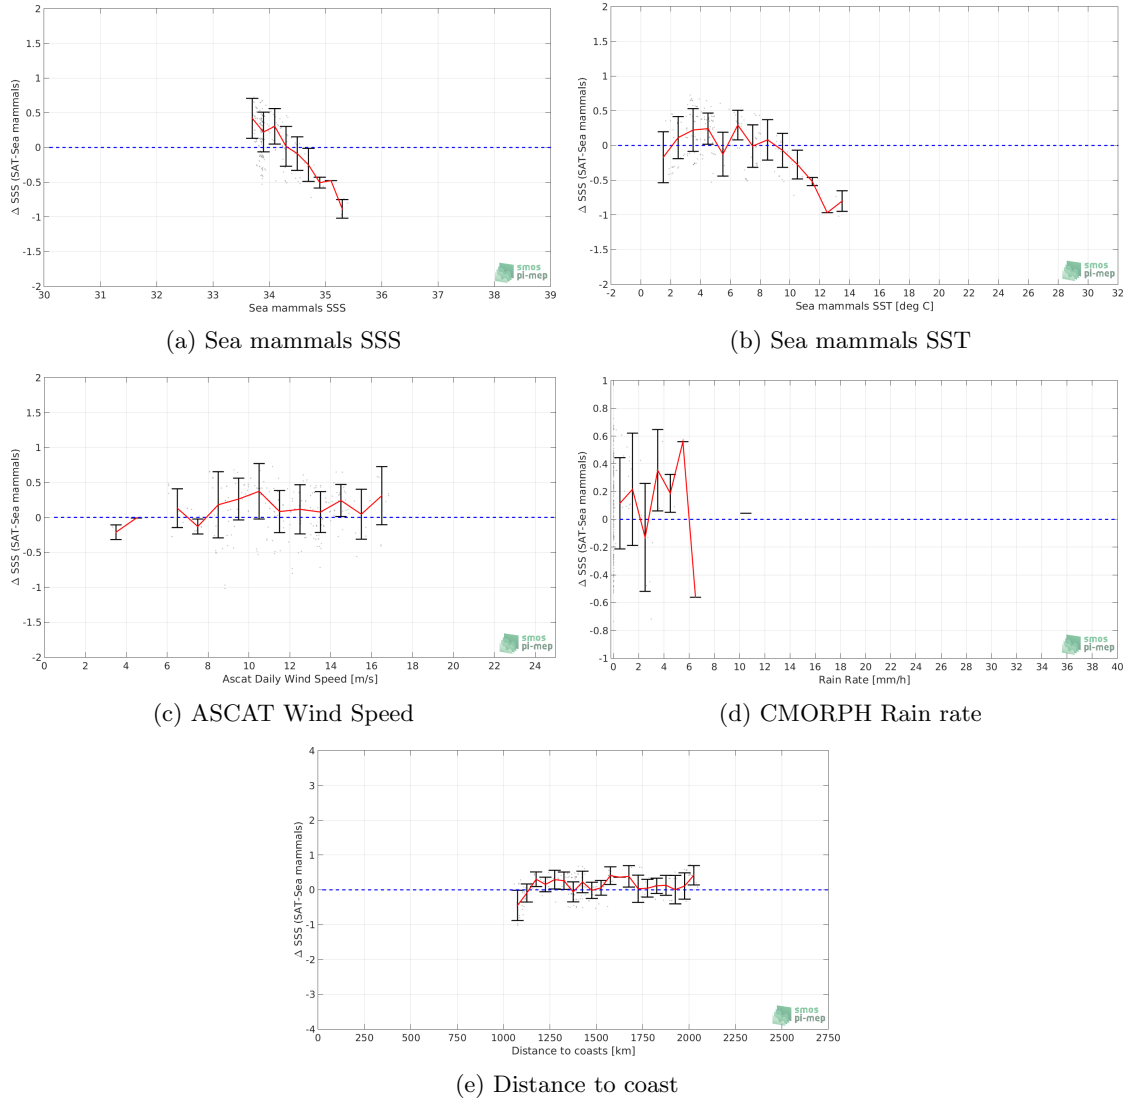 2
1.5
1
0.5
0
-0.5
-1
-1.5
-2
Δ SSS (SAT-Sea mammals)
30 31 32 33 34 35 36 37 38 39
Sea mammals SSS
smos
pi-mep
(a) Sea mammals SSS
2
1.5
1
0.5
0
-0.5
-1
-1.5
-2
Δ SSS (SAT-Sea mammals)
-2 0 2 4 6 8 10 12 14 16 18 20 22 24 26 28 30 32
Sea mammals SST [deg C]
smos
pi-mep
(b) Sea mammals SST
2
1.5
1
0.5
0
-0.5
-1
-1.5
-2
Δ SSS (SAT-Sea mammals)
0 2 4 6 8 10 12 14 16 18 20 22 24
Ascat Daily Wind Speed [m/s]
smos
pi-mep
(c) ASCAT Wind Speed
1
0.8
0.6
0.4
0.2
0
-0.2
-0.4
-0.6
-0.8
-1
Δ SSS (SAT-Sea mammals)
0 2 4 6 8 10 12 14 16 18 20 22 24 26 28 30 32 34 36 38 40
Rain Rate [mm/h]
smos
pi-mep
(d) CMORPH Rain rate
4
3
2
1
0
-1
-2
-3
-4
Δ SSS (SAT-Sea mammals)
0 250 500 750 1000 1250 1500 1750 2000 2250 2500 2750
Distance to coasts [km]
smos
pi-mep
(e) Distance to coast